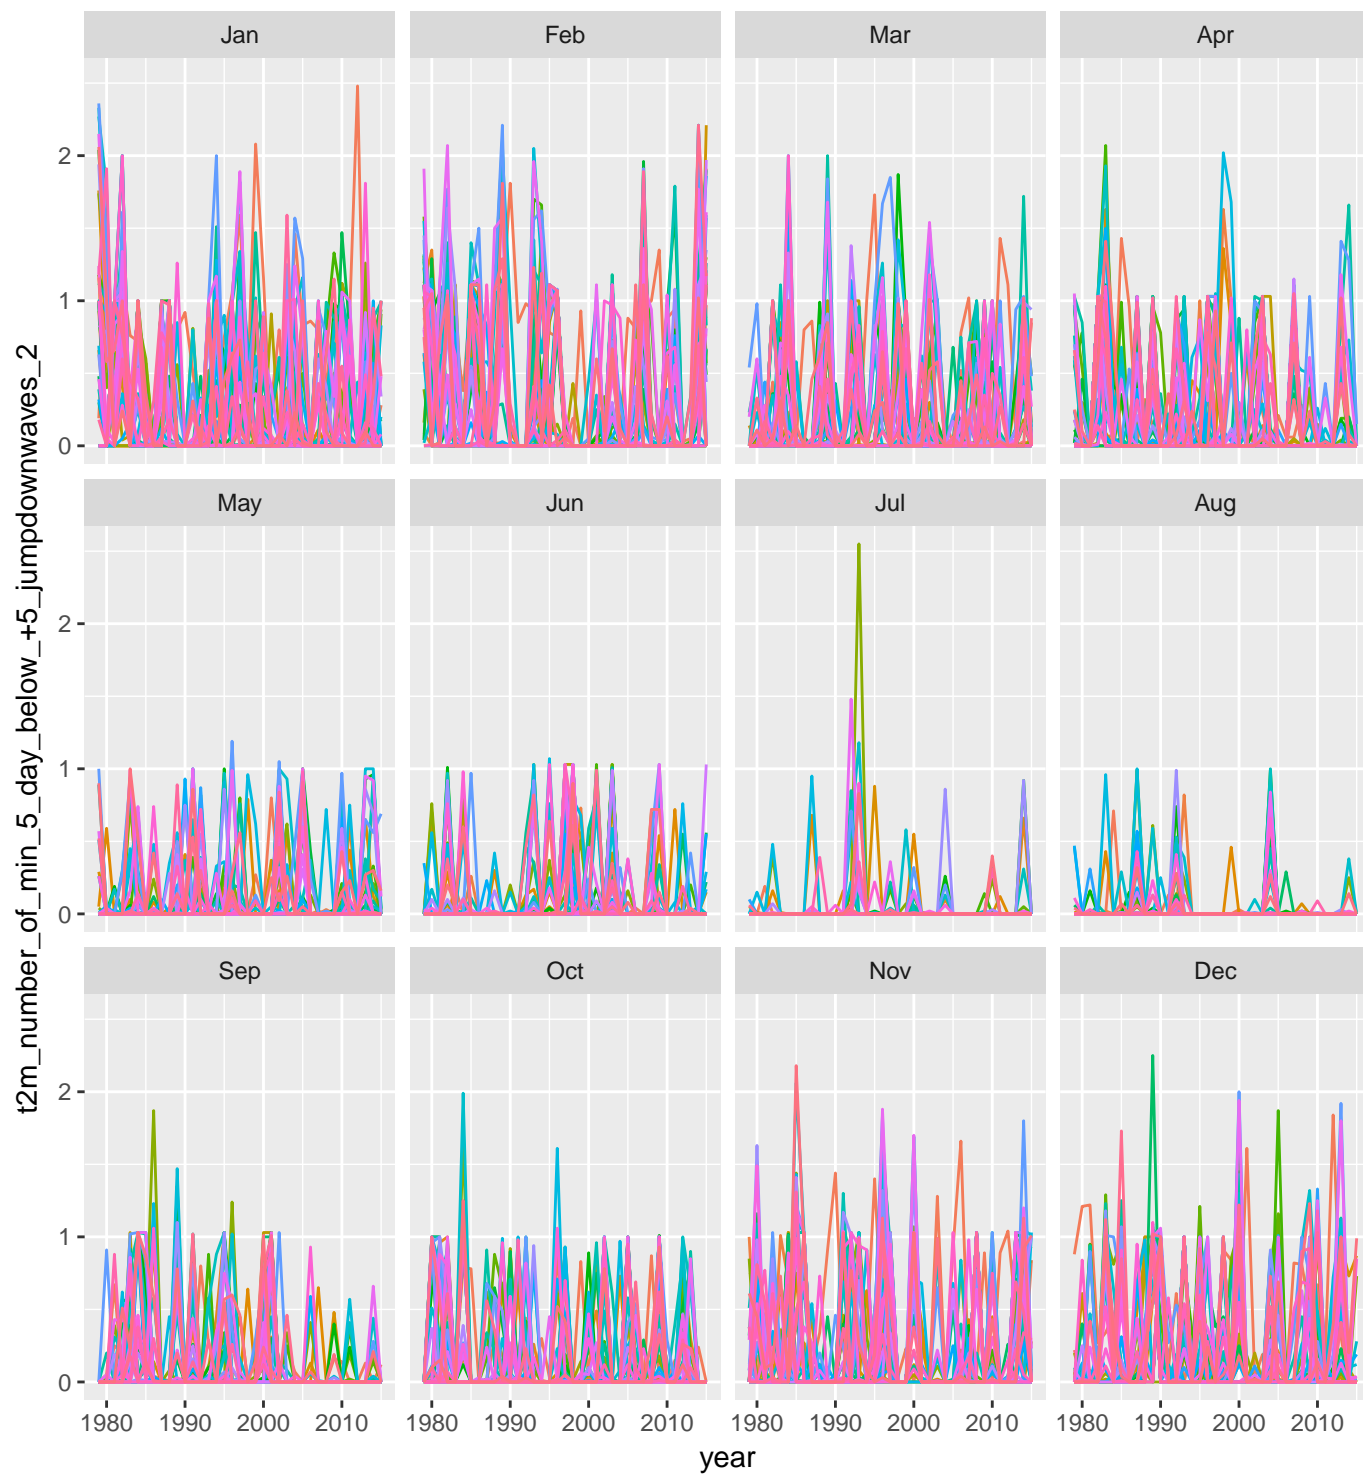 Jan Feb Mar Apr
2
1
0
May Jun Jul Aug
2
1
0
Sep Oct Nov Dec
2
1
0
1980 1990 2000 2010 1980 1990 2000 2010 1980 1990 2000 2010 1980 1990 2000 2010
year
t2m_number_of_min_5_day_below_+5_jumpdownwaves_2